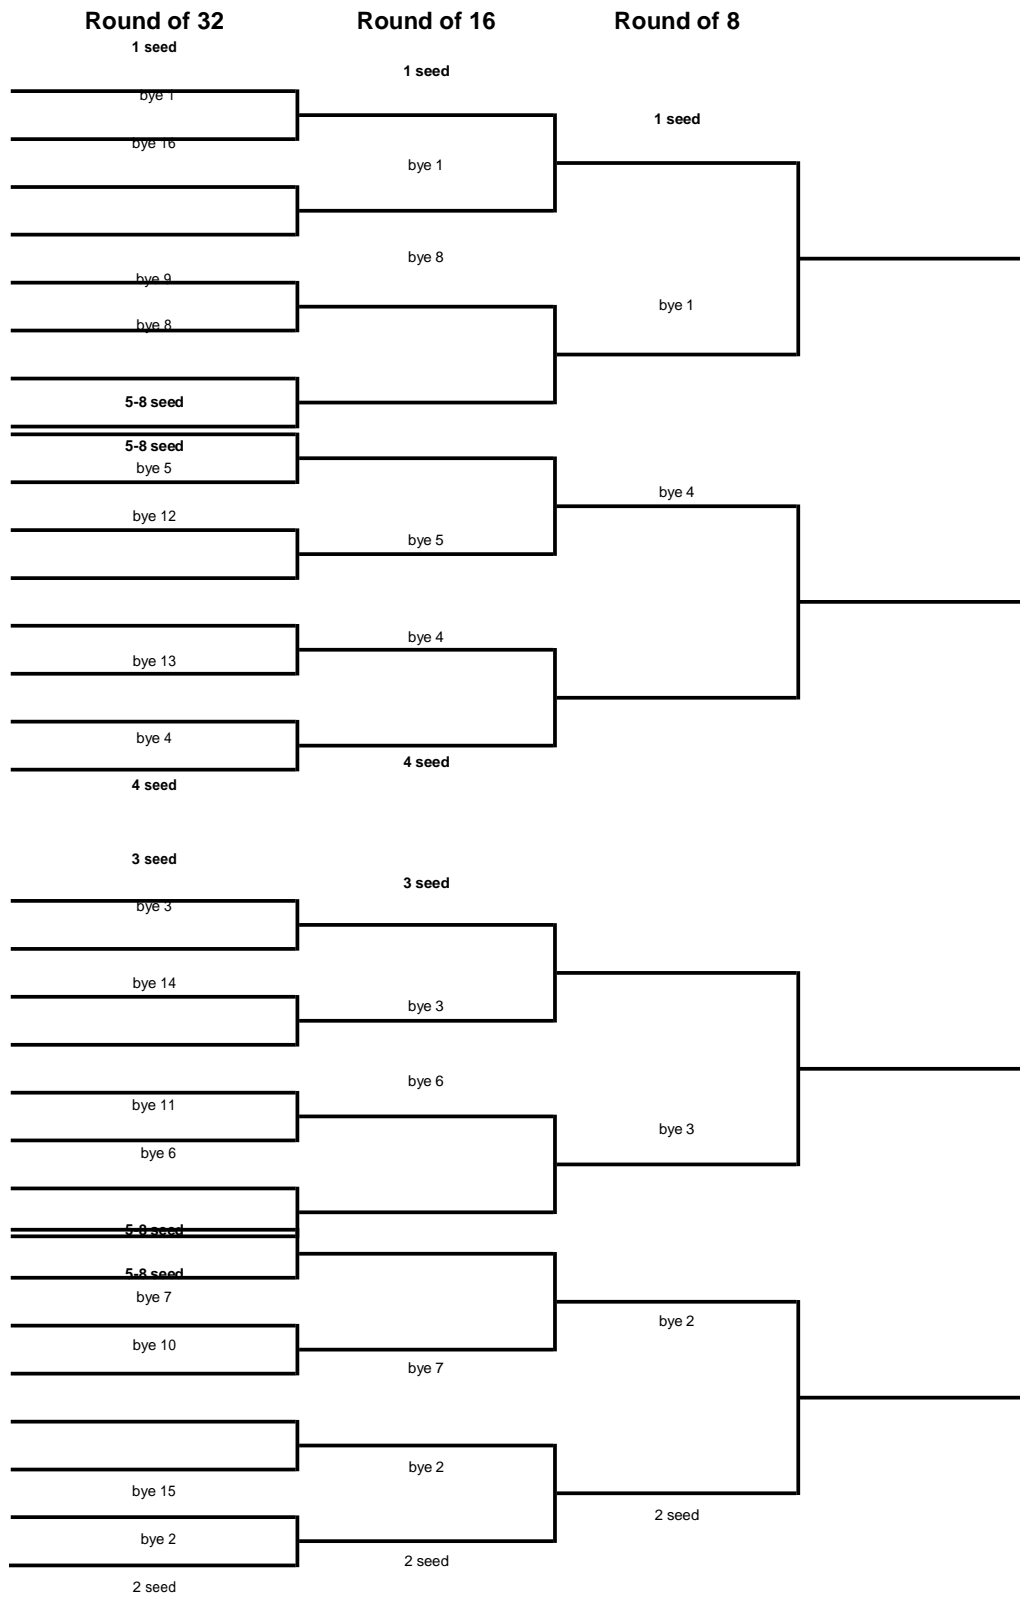 Round of 32
Round of 16
Round of 8
1 seed
bye 1
bye 16
bye 9
bye 8
5-8 seed
5-8 seed
bye 5
bye 12
bye 13
bye 4
4 seed
3 seed
bye 3
bye 14
bye 11
bye 6
5-8 seed
5-8 seed
bye 7
bye 10
bye 15
bye 2
2 seed
1 seed
bye 1
bye 8
bye 5
bye 4
4 seed
3 seed
bye 3
bye 6
bye 7
bye 2
2 seed
1 seed
bye 1
bye 4
bye 3
bye 2
2 seed